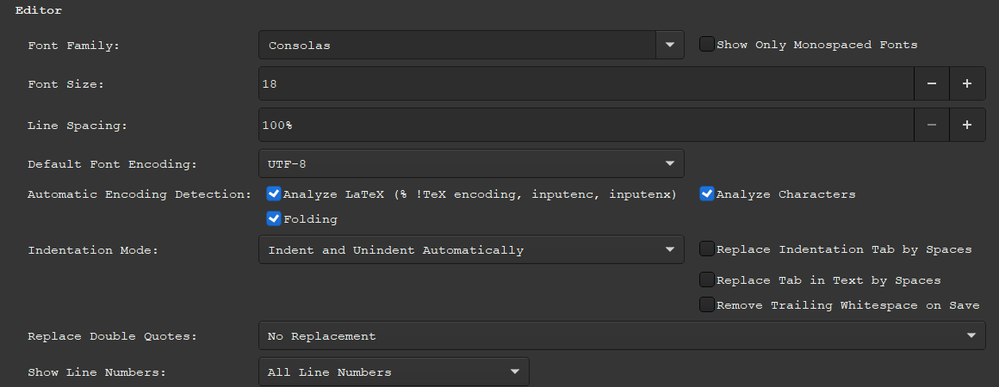 Editor
Font Family: Consolas Show Only Monospaced Fonts
Font Size: 18 − +
Line Spacing: 100% − +
Default Font Encoding: UTF-8
Automatic Encoding Detection: Analyze LaTeX (% !TeX encoding, inputenc, inputenx) Analyze Characters
Folding
Indentation Mode: Indent and Unindent Automatically Replace Indentation Tab by Spaces
Replace Tab in Text by Spaces
Remove Trailing Whitespace on Save
Replace Double Quotes: No Replacement
Show Line Numbers: All Line Numbers